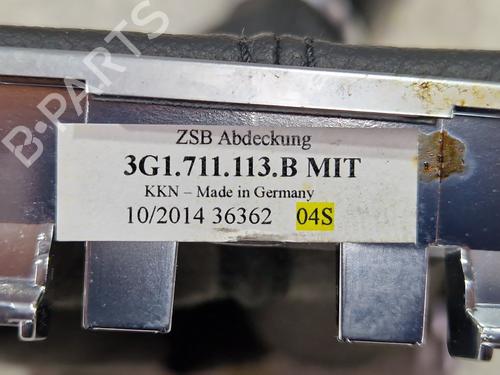 ZSB Abdeckung
3G1.711.113.B MIT
KKN – Made in Germany
10/2014 36362 04S
B-PARTS